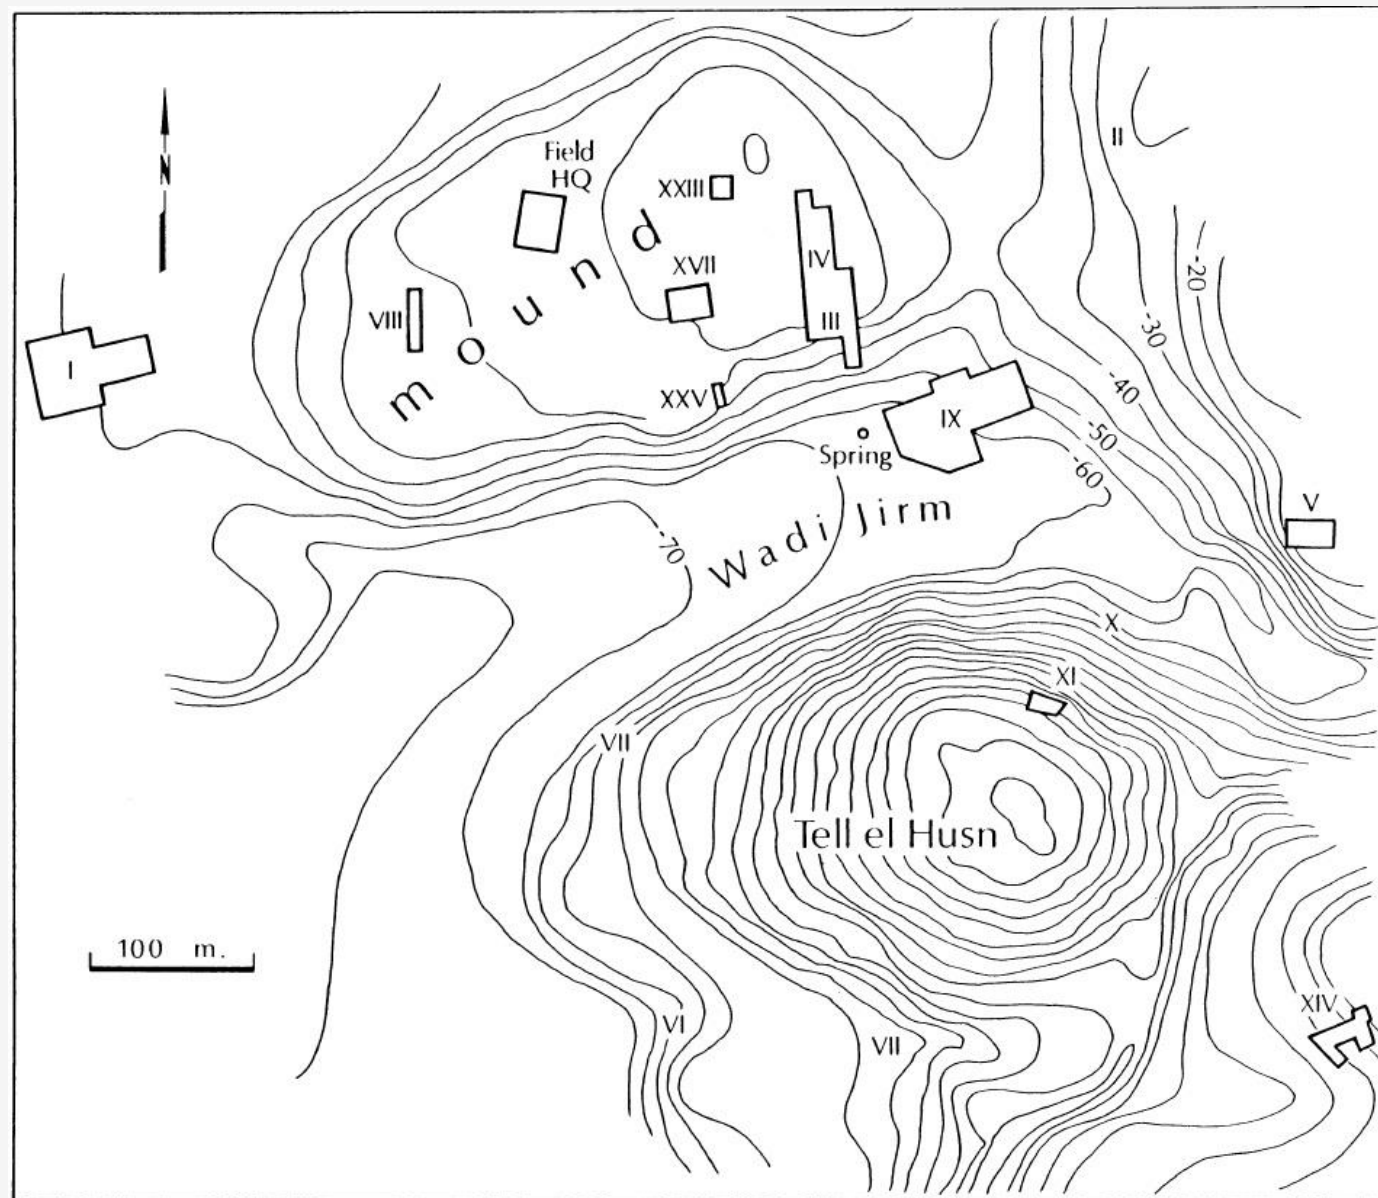 II
Field
HQ
N
XXIII
mound
XVII
IV
-20
VIII
III
-30
I
XXV
-40
IX
-50
Spring
-60
V
Wadi Jirm
-70
X
XI
VII
Tell el Husn
100 m.
XIV
VI
VII